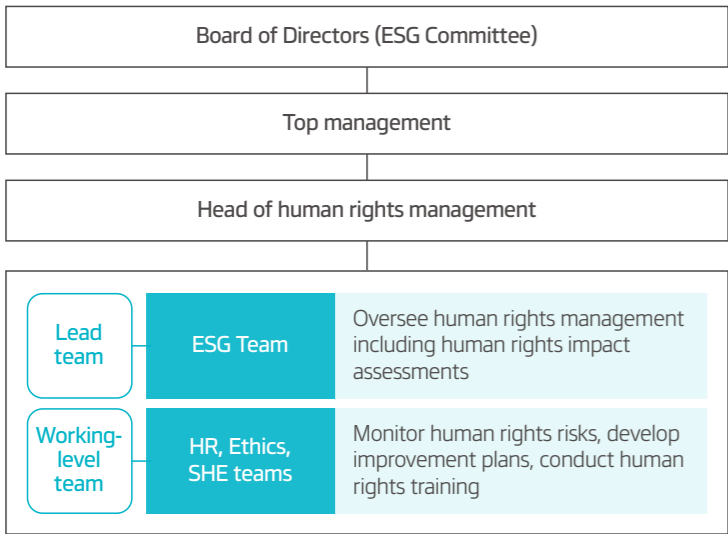 Board of Directors (ESG Committee)
Top management
Head of human rights management
Lead
team
ESG Team
Oversee human rights management
including human rights impact
assessments
Working-
level
team
HR, Ethics,
SHE teams
Monitor human rights risks, develop
improvement plans, conduct human
rights training